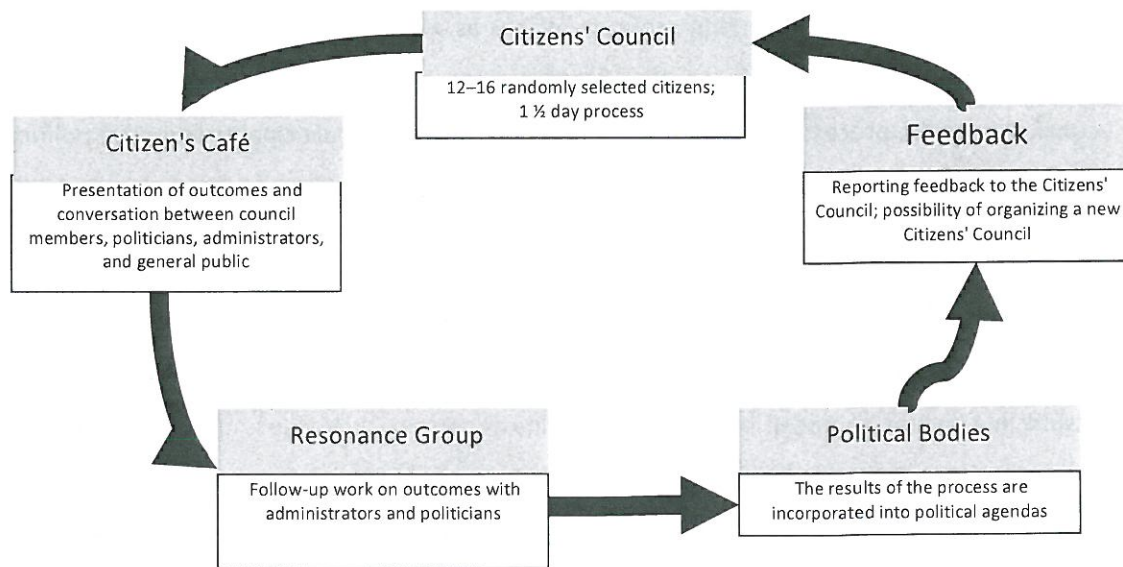 Citizens' Council
12–16 randomly selected citizens;
1 ½ day process
Citizen's Café
Presentation of outcomes and
conversation between council
members, politicians, administrators,
and general public
Resonance Group
Follow-up work on outcomes with
administrators and politicians
Political Bodies
The results of the process are
incorporated into political agendas
Feedback
Reporting feedback to the Citizens'
Council; possibility of organizing a new
Citizens' Council